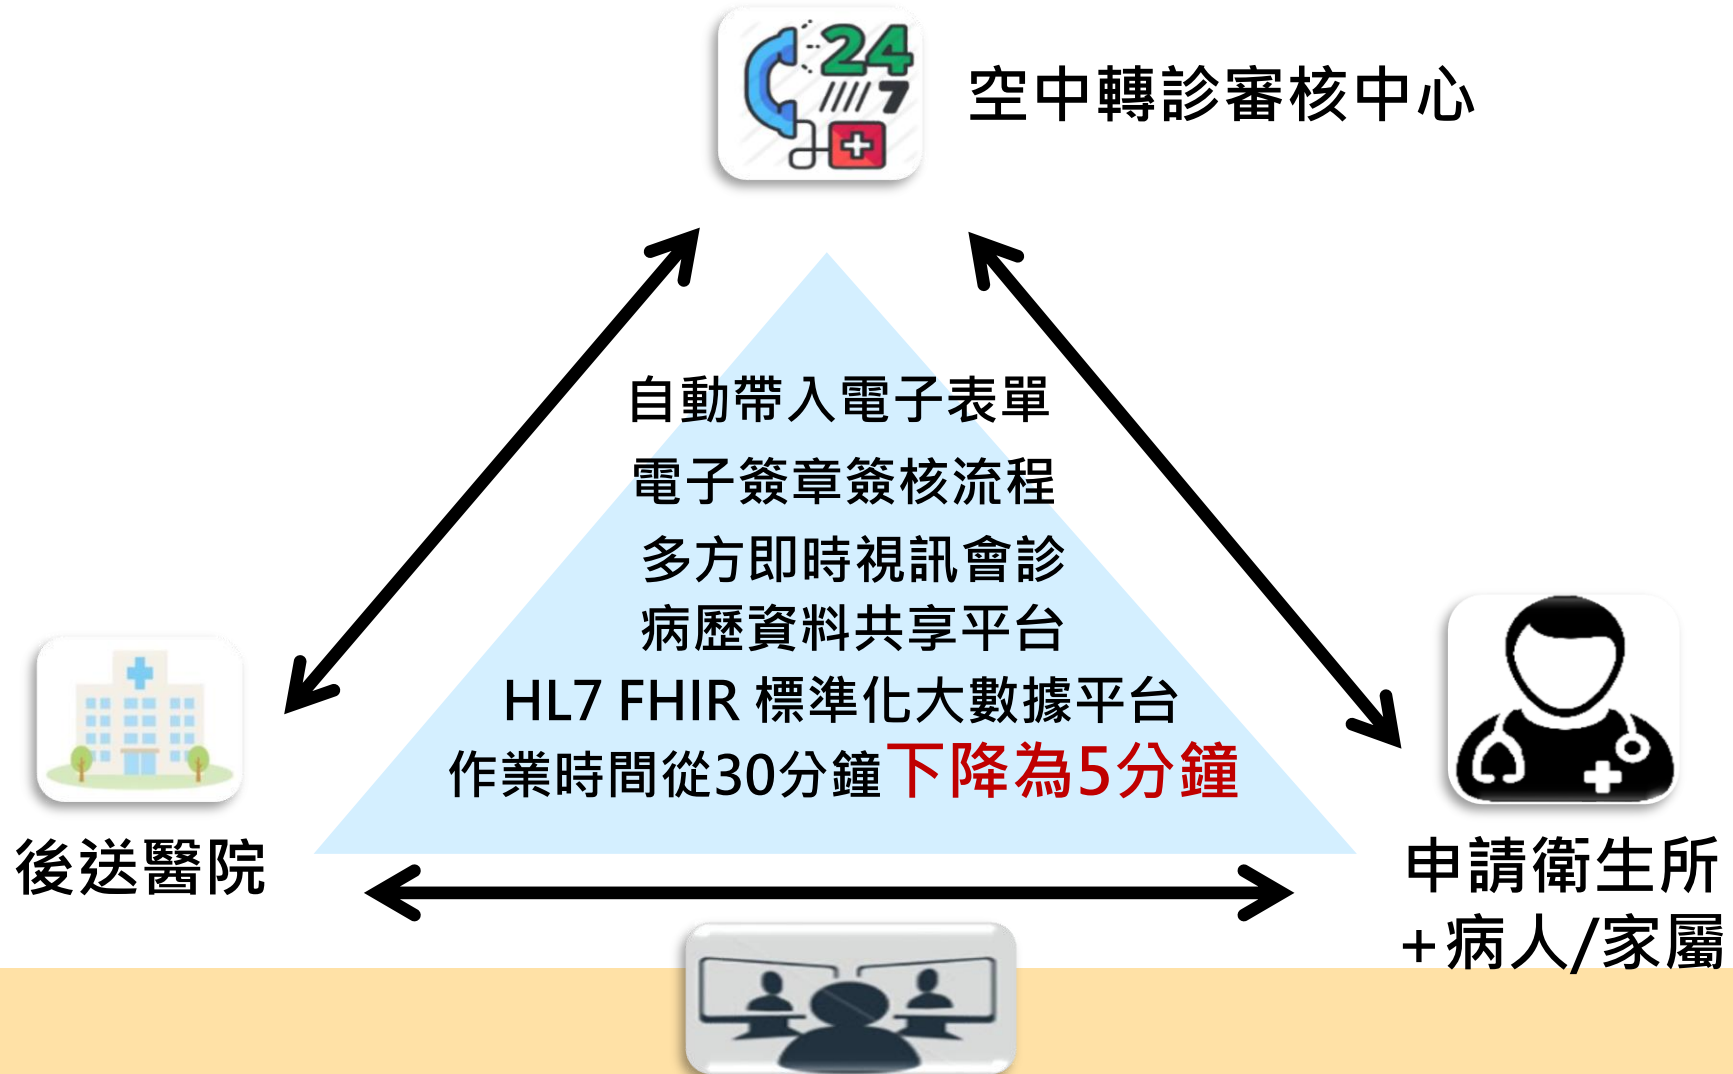 24
7
空中轉診審核中心
自動帶入電子表單
電子簽章簽核流程
多方即時視訊會診
病歷資料共享平台
HL7 FHIR 標準化大數據平台
作業時間從30分鐘下降為5分鐘
後送醫院
申請衛生所
+病人/家屬